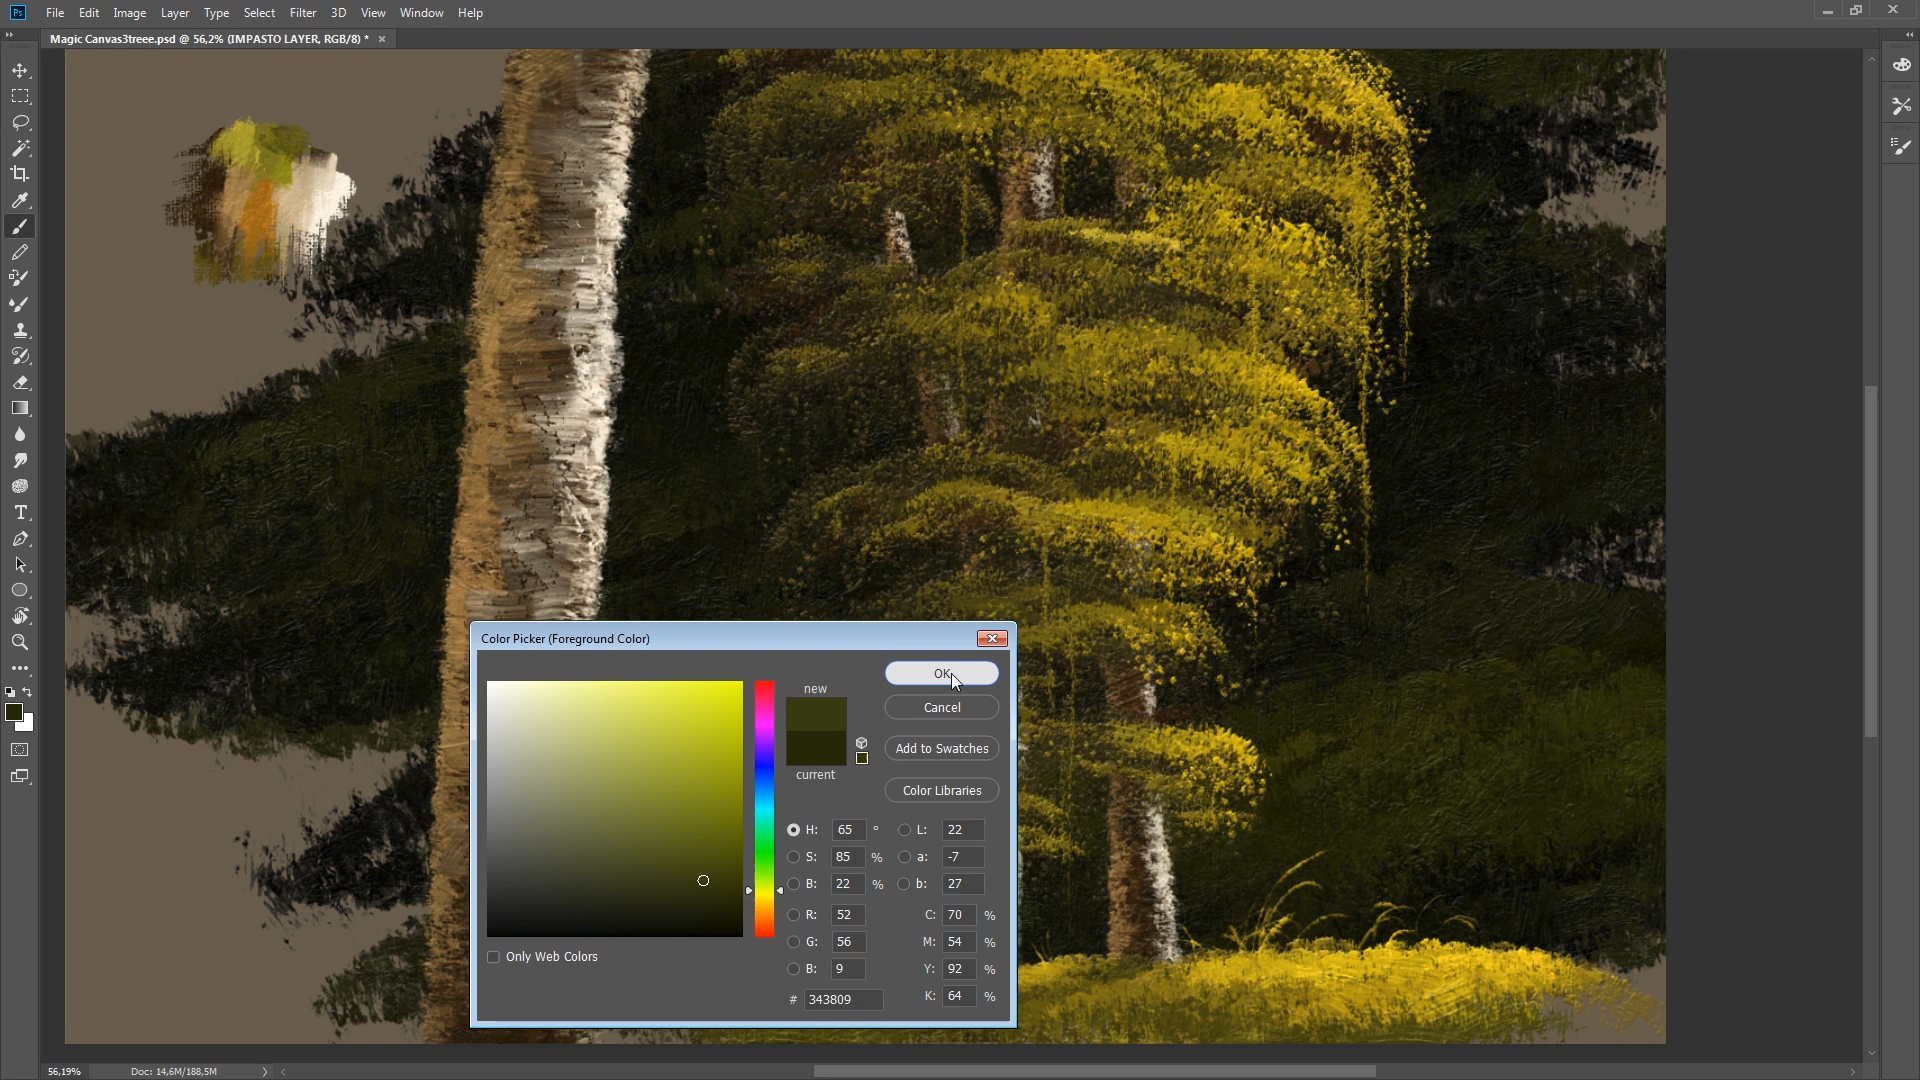 Ps File Edit Image Layer Type Select Filter 3D View Window Help
Magic Canvas3treee.psd @ 56,2% (IMPASTO LAYER, RGB/8) *
Color Picker (Foreground Color)
new
current
OK
Cancel
Add to Swatches
Color Libraries
H: 65 ° L: 22
S: 85 % a: -7
B: 22 % b: 27
R: 52 C: 70 %
G: 56 M: 54 %
B: 9 Y: 92 %
# 343809 K: 64 %
Only Web Colors
56,19% Doc: 14,6M/188,5M